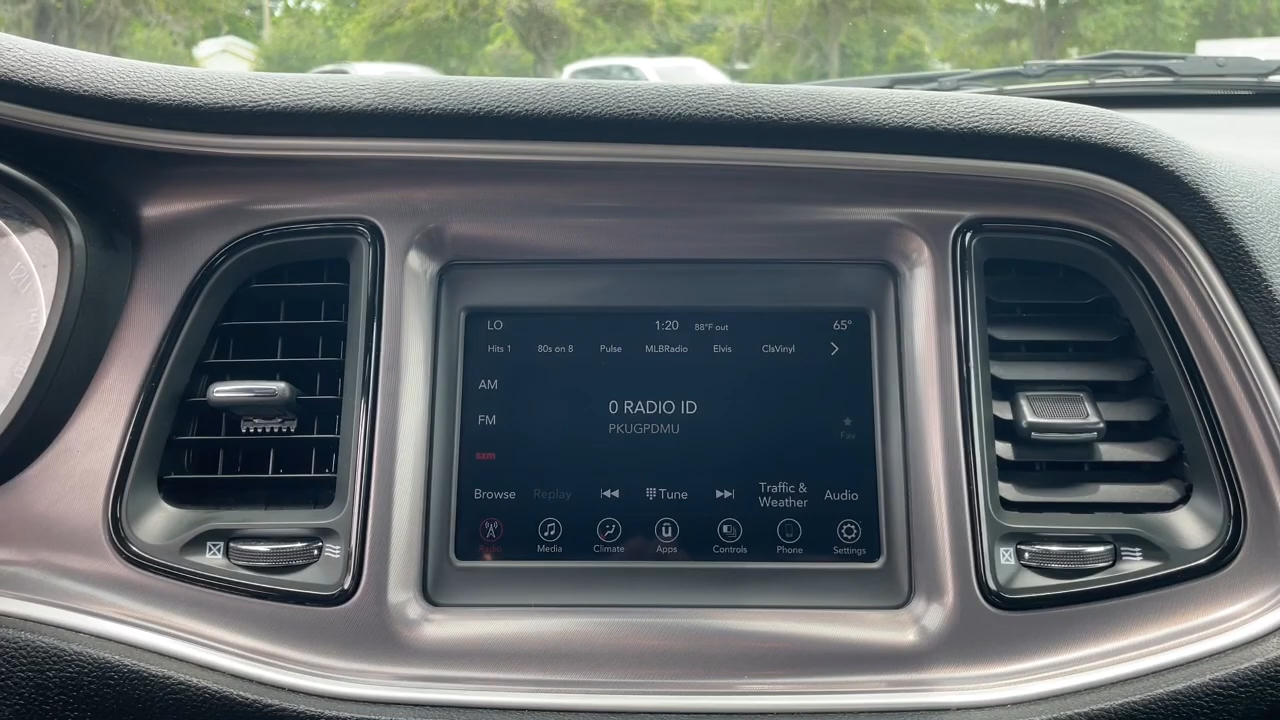 LO 1:20 88°F out 65°
Hits 1 80s on 8 Pulse MLBRadio Elvis ClsVinyl
AM
0 RADIO ID
FM
PKUGPDMU
Fav
sxm
Browse Replay Tune Traffic &
Weather Audio
Radio Media Climate Apps Controls Phone Settings
120